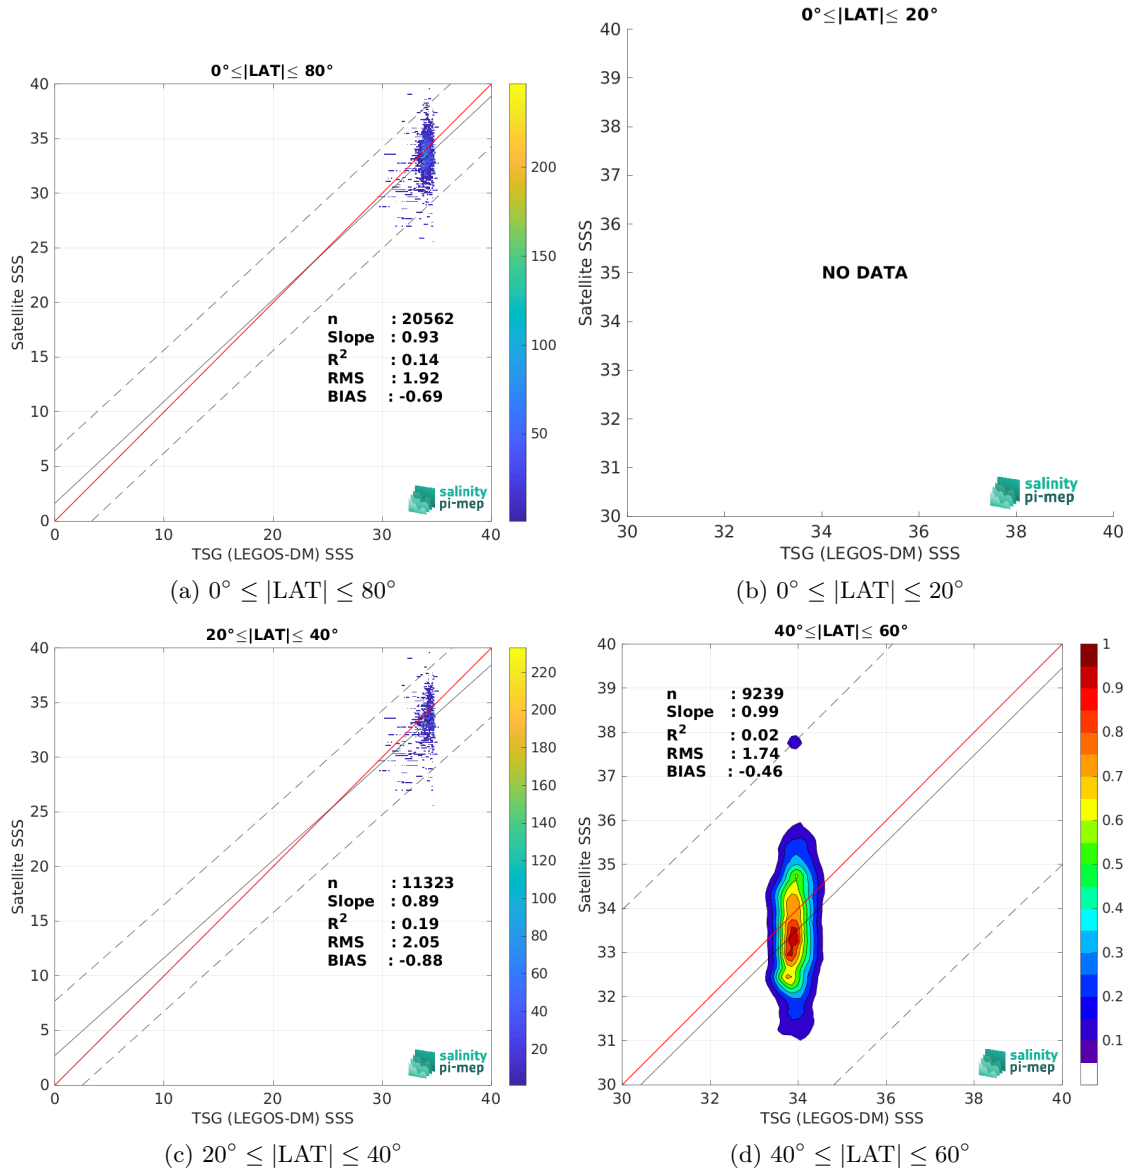 0°≤|LAT|≤ 80°
40
35
30
25
20
15
10
5
0
Satellite SSS
n : 20562
Slope : 0.93
R² : 0.14
RMS : 1.92
BIAS : -0.69
salinity
pi-mep
0 10 20 30 40
TSG (LEGOS-DM) SSS
200
150
100
50
(a) 0° ≤ |LAT| ≤ 80°
0°≤|LAT|≤ 20°
40
39
38
37
36
35
34
33
32
31
30
Satellite SSS
NO DATA
salinity
pi-mep
30 32 34 36 38 40
TSG (LEGOS-DM) SSS
(b) 0° ≤ |LAT| ≤ 20°
20°≤|LAT|≤ 40°
40
35
30
25
20
15
10
5
0
Satellite SSS
n : 11323
Slope : 0.89
R² : 0.19
RMS : 2.05
BIAS : -0.88
salinity
pi-mep
0 10 20 30 40
TSG (LEGOS-DM) SSS
220
200
180
160
140
120
100
80
60
40
20
(c) 20° ≤ |LAT| ≤ 40°
40°≤|LAT|≤ 60°
40
39
38
37
36
35
34
33
32
31
30
Satellite SSS
n : 9239
Slope : 0.99
R² : 0.02
RMS : 1.74
BIAS : -0.46
salinity
pi-mep
30 32 34 36 38 40
TSG (LEGOS-DM) SSS
1
0.9
0.8
0.7
0.6
0.5
0.4
0.3
0.2
0.1
(d) 40° ≤ |LAT| ≤ 60°